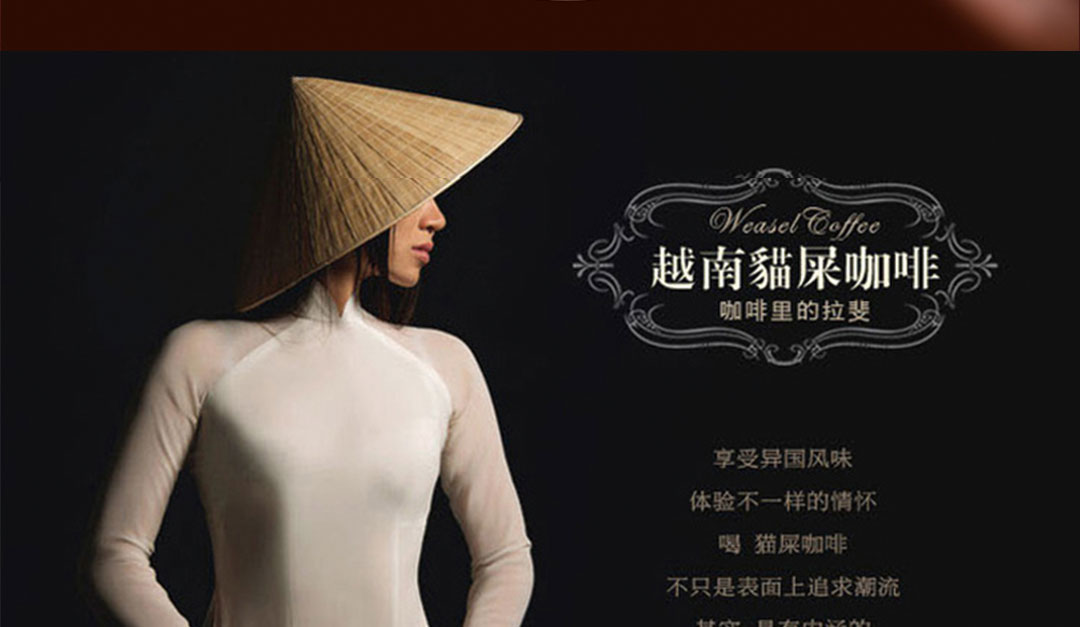 Weasel Coffee
越南貓屎咖啡
咖啡里的拉斐
享受异国风味
体验不一样的情怀
喝 猫屎咖啡
不只是表面上追求潮流